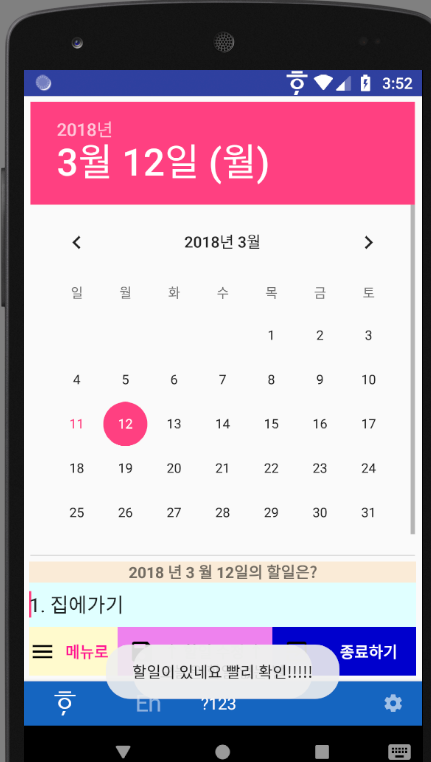 3:52
2018년
3월 12일 (월)
2018년 3월
일 월 화 수 목 금 토
1 2 3
4 5 6 7 8 9 10
11 12 13 14 15 16 17
18 19 20 21 22 23 24
25 26 27 28 29 30 31
2018 년 3 월 12일의 할일은?
1. 집에가기
메뉴로
종료하기
할일이 있네요 빨리 확인!!!!!
En ?123